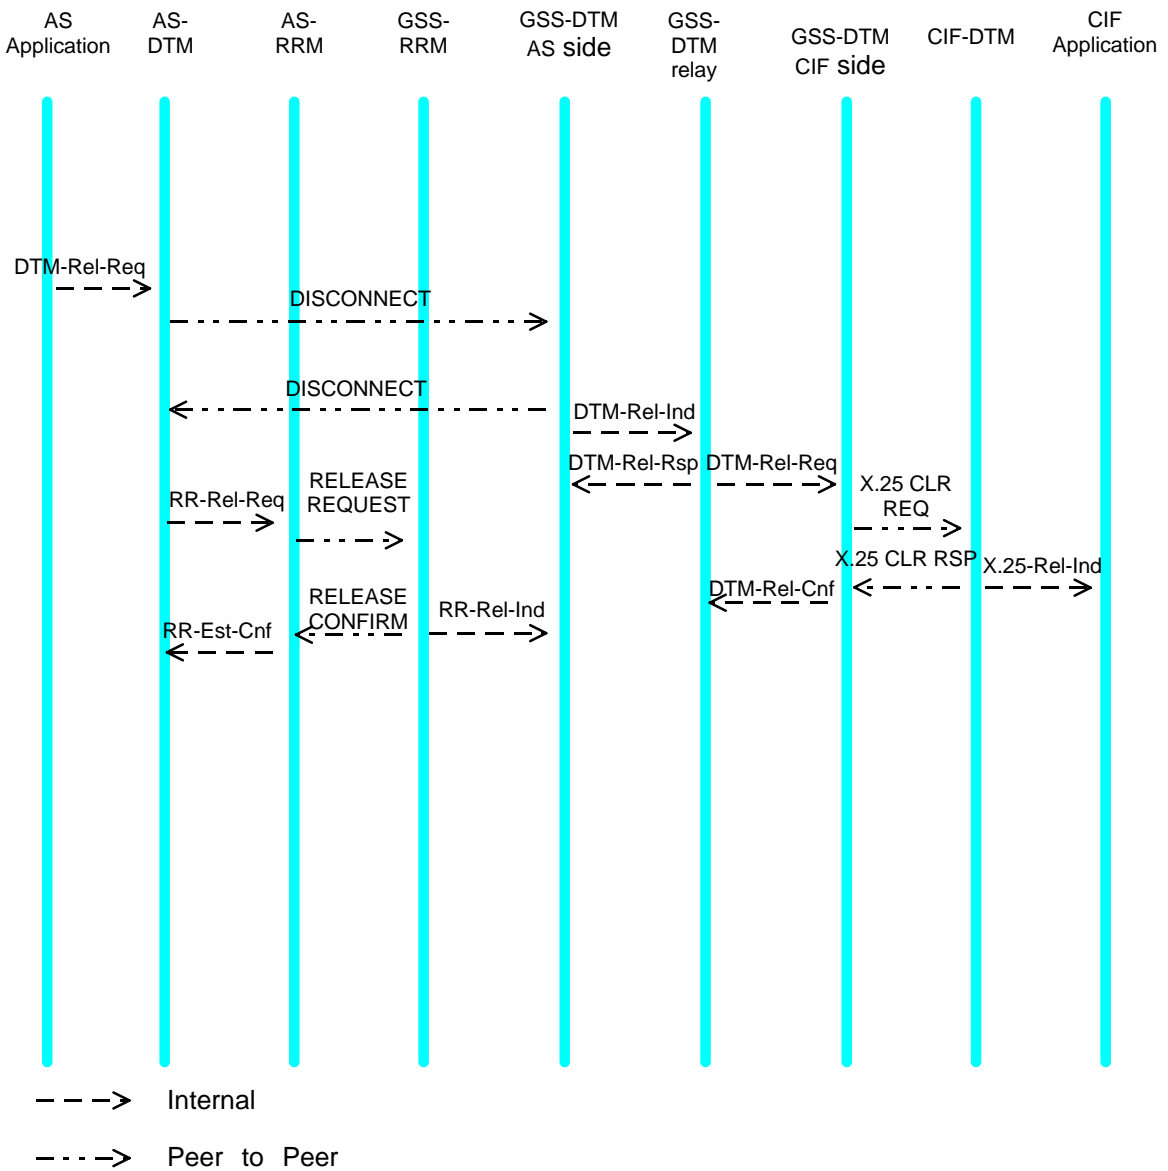 AS
Application
AS-
DTM
AS-
RRM
GSS-
RRM
GSS-DTM
AS side
GSS-
DTM
relay
GSS-DTM
CIF side
CIF-DTM
CIF
Application
DTM-Rel-Req
DISCONNECT
DISCONNECT
DTM-Rel-Ind
DTM-Rel-Rsp
DTM-Rel-Req
RR-Rel-Req
RELEASE
REQUEST
X.25 CLR
REQ
X.25 CLR RSP
X.25-Rel-Ind
DTM-Rel-Cnf
RELEASE
CONFIRM
RR-Rel-Ind
RR-Est-Cnf
Internal
Peer to Peer